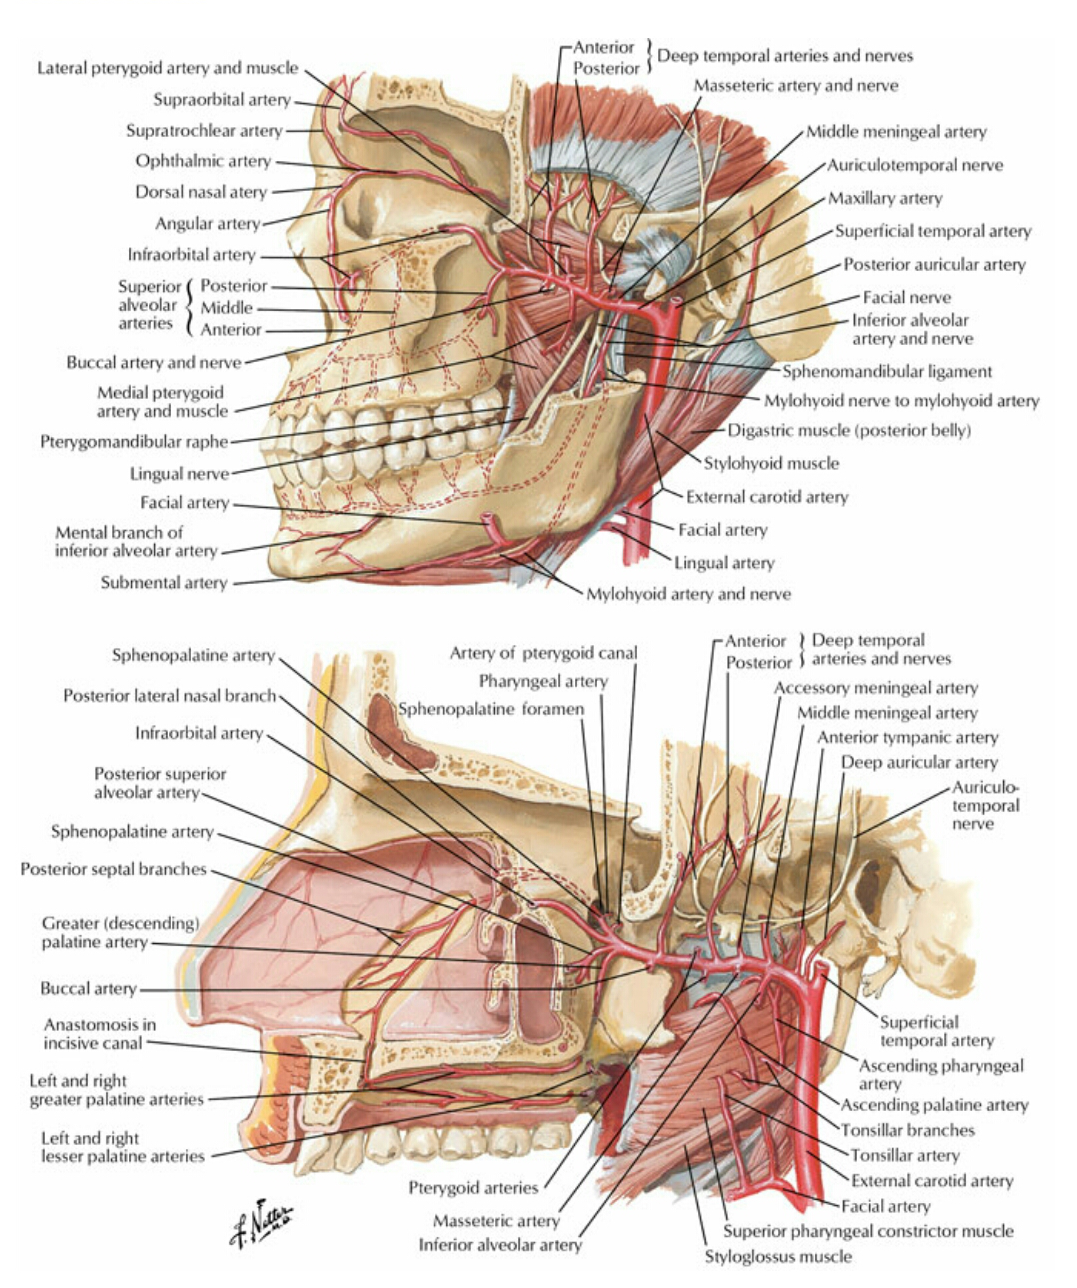 Anterior
Posterior
Deep temporal arteries and nerves
Lateral pterygoid artery and muscle
Masseteric artery and nerve
Supraorbital artery
Supratrochlear artery
Middle meningeal artery
Ophthalmic artery
Auriculotemporal nerve
Dorsal nasal atery
Maxillary artery
Angular artery
Superficial temporal artery
Infraorbital artery
Posterior auricular artery
Superior
alveolar
arteries
Posterior
Middle
Anterior
Facial nerve
Inferior alveolar
artery and nerve
Buccal artery and nerve
Sphenomandibular ligament
Medial pterygoid
artery and muscle
Mylohyoid nerve to mylohyoid artery
Pterygomandibular raphe
Digastric muscle (posterior belly)
Lingual nerve
Stylohyoid muscle
Facial artery
External carotid artery
Mental branch of
inferior alveolar artery
Facial artery
Lingual artery
Submental artery
Mylohyoid artery and nerve
Sphenopalatine artery
Artery of pterygoid canal
Anterior
Posterior
Deep temporal
arteries and nerves
Posterior lateral nasal branch
Pharyngeal artery
Accessory meningeal artery
Sphenopalatine foramen
Middle meningeal artery
Infraorbital artery
Anterior tympanic artery
Posterior superior
alveolar artery
Deep auricular artery
Auriculo-
temporal
nerve
Sphenopalatine artery
Posterior septal branches
Greater (descending)
palatine artery
Buccal artery
Anastomosis in
incisive canal
Superficial
temporal artery
Left and right
greater palatine arteries
Ascending pharyngeal
artery
Ascending palatine artery
Left and right
lesser palatine arteries
Tonsillar branches
Tonsillar artery
Pterygoid arteries
External carotid artery
Facial artery
Masseteric artery
Superior pharyngeal constrictor muscle
Inferior alveolar artery
Styloglossus muscle
F. Netter
M.D.